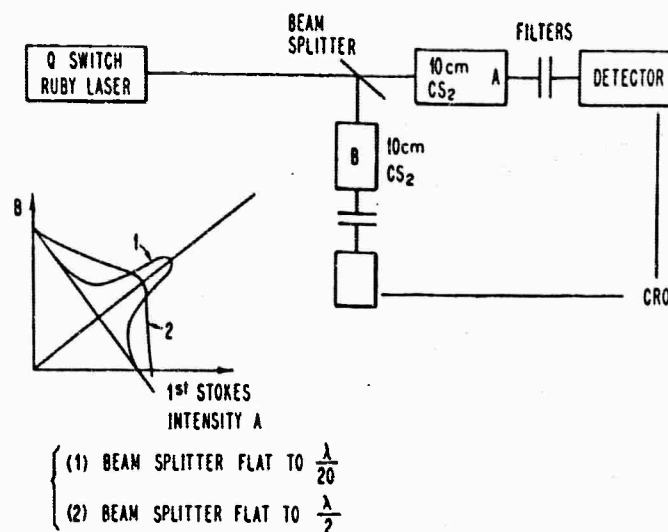 BEAM
SPLITTER
FILTERS
Q SWITCH
RUBY LASER
10cm
CS2
A
DETECTOR
B
10cm
CS2
B
1
2
CRO
1st STOKES
INTENSITY A
(1) BEAM SPLITTER FLAT TO λ/20
(2) BEAM SPLITTER FLAT TO λ/2